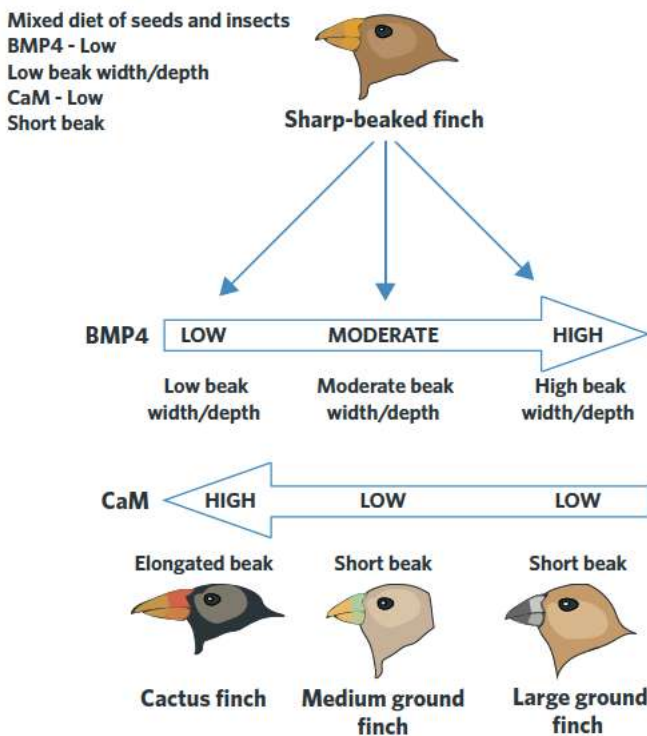 Mixed diet of seeds and insects
BMP4 - Low
Low beak width/depth
CaM - Low
Short beak
Sharp-beaked finch
BMP4 LOW MODERATE HIGH
Low beak
width/depth
Moderate beak
width/depth
High beak
width/depth
CaM HIGH LOW LOW
Elongated beak
Short beak
Short beak
Cactus finch
Medium ground
finch
Large ground
finch